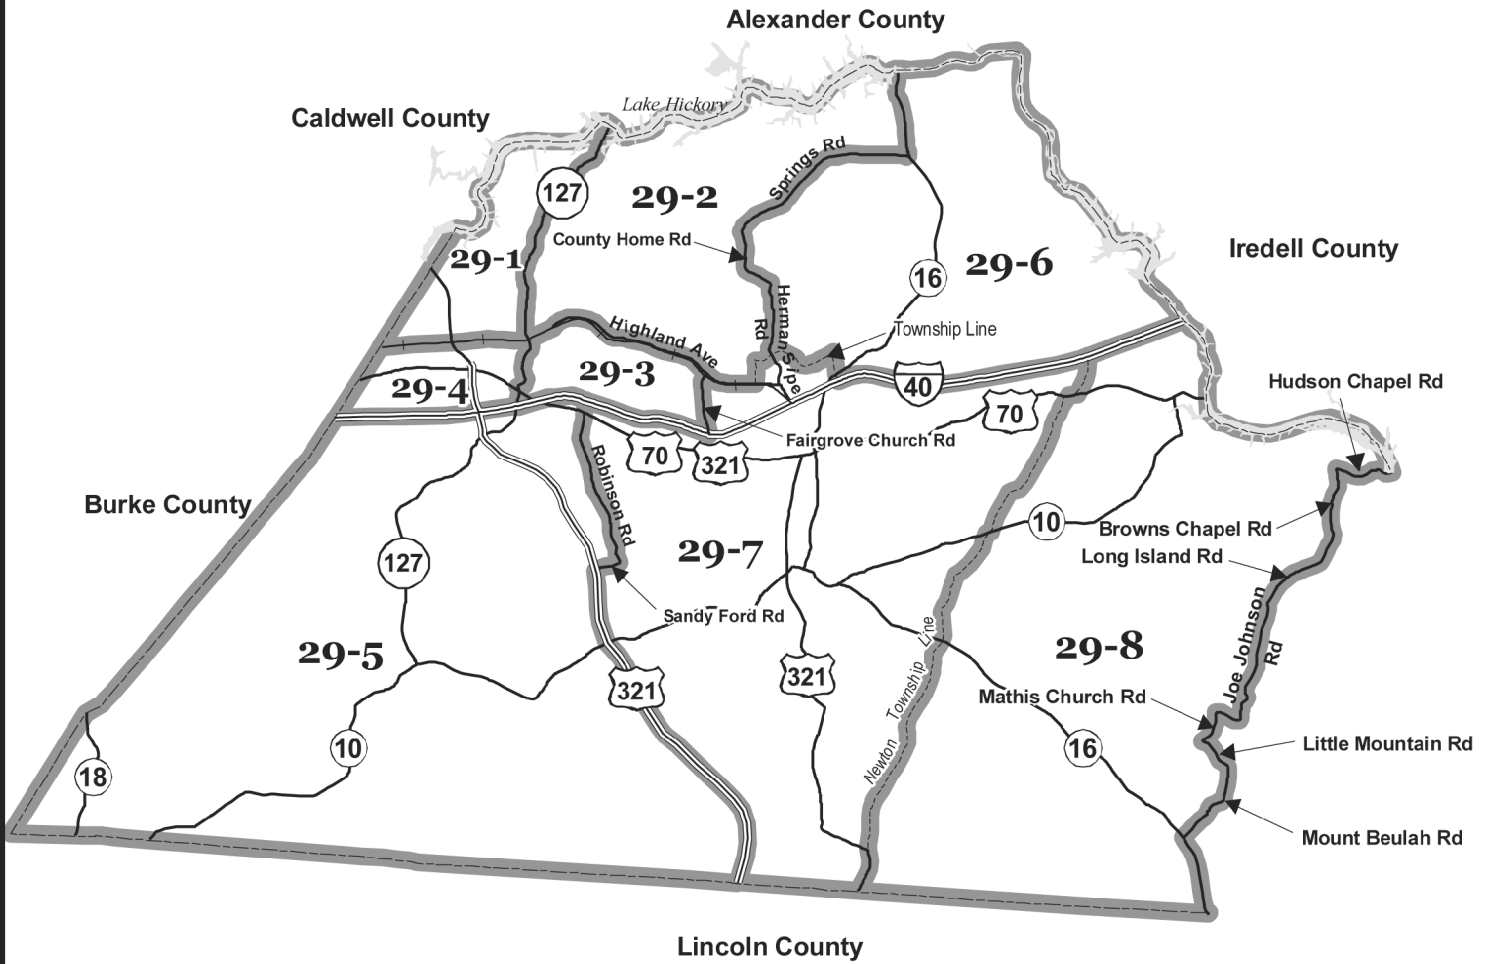 Alexander County
Lake Hickory
Caldwell County
Springs Rd
127
29-2
County Home Rd
Iredell County
29-1
29-6
16
Herman Sipe
Rd
Highland Ave
Township Line
29-3
29-4
40
Hudson Chapel Rd
70
Fairgrove Church Rd
70
321
Robinson Rd
Burke County
10
Browns Chapel Rd
29-7
Long Island Rd
127
Sandy Ford Rd
Joe Johnson
Rd
29-5
29-8
321
321
Newton Township Line
Mathis Church Rd
10
16
Little Mountain Rd
18
Mount Beulah Rd
Lincoln County